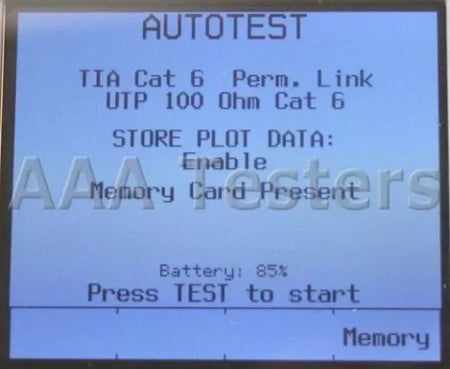 AUTOTEST
TIA Cat 6 Perm. Link
UTP 100 Ohm Cat 6
STORE PLOT DATA:
Enable
AAA Testers
Memory Card Present
Battery: 85%
Press TEST to start
Memory